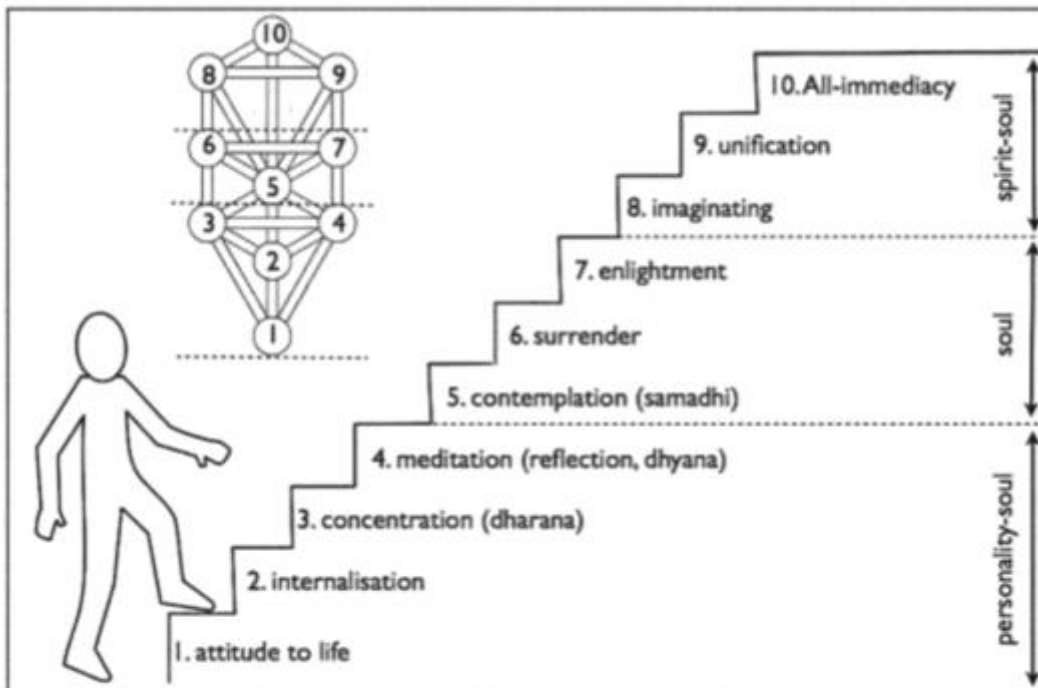 10
8 9
6 7
5
3 4
2
1
10. All-immediacy
9. unification
8. imaginating
7. enlightment
6. surrender
5. contemplation (samadhi)
4. meditation (reflection, dhyana)
3. concentration (dharana)
2. internalisation
1. attitude to life
spirit-soul
soul
personality-soul